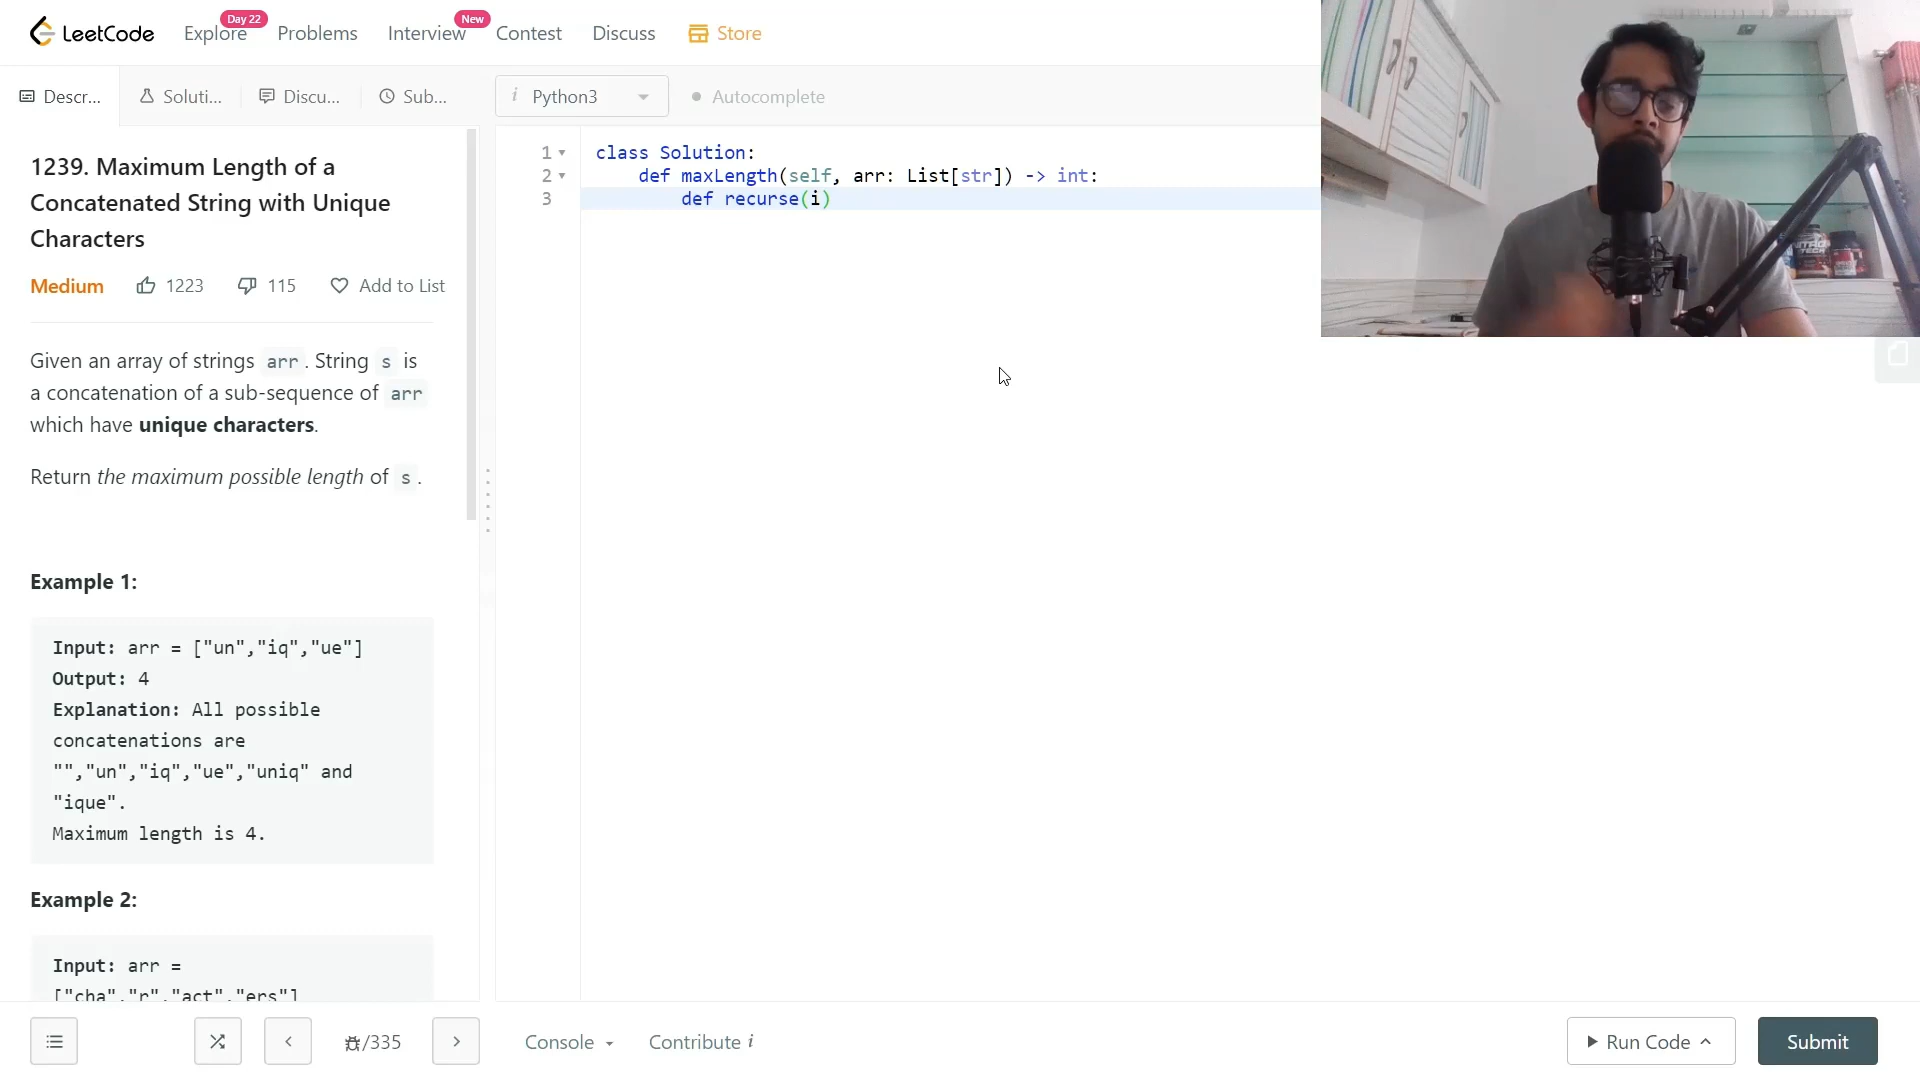 LeetCode
Explore
Day 22
Problems
Interview
New
Contest
Discuss
Store
Descr...
Soluti...
Discu...
Sub...
i Python3
Autocomplete
1239. Maximum Length of a
Concatenated String with Unique
Characters
Medium 1223 115 Add to List
Given an array of strings arr. String s is
a concatenation of a sub-sequence of arr
which have unique characters.
Return the maximum possible length of s.
Example 1:
Input: arr = ["un","iq","ue"]
Output: 4
Explanation: All possible
concatenations are
"","un","iq","ue","uniq" and
"ique".
Maximum length is 4.
Example 2:
Input: arr =
["cha","r","act","ers"]
1 class Solution:
2 def maxLength(self, arr: List[str]) -> int:
3 def recurse(i)
NITRO
TECH
/335
Console
Contribute i
Run Code
Submit